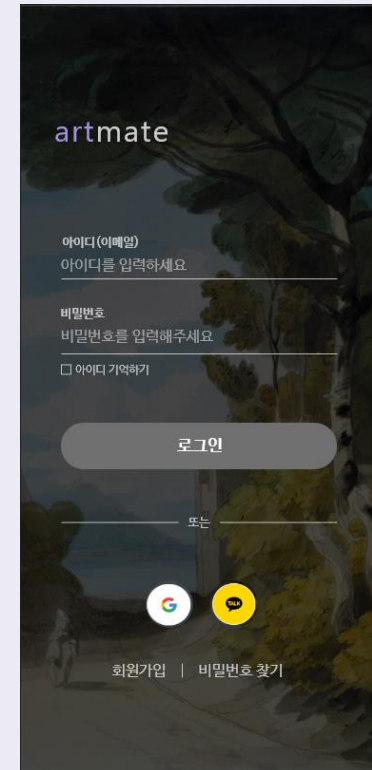 artmate
아이디(이메일)
아이디를 입력하세요
비밀번호
비밀번호를 입력해주세요
아이디 기억하기
로그인
또는
G TALK
회원가입 | 비밀번호 찾기